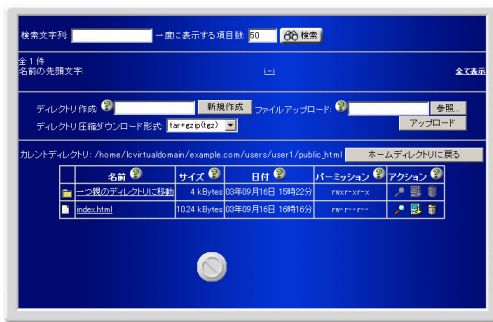 検索文字列: 一度に表示する項目数: 50 検索
全 1 件
名前の先頭文字: [-] 全て表示
ディレクトリ作成: 新規作成 ファイルアップロード: 参照...
ディレクトリ圧縮ダウンロード形式: tar+gzip(tgz) アップロード
カレントディレクトリ: /home/lcvirtualdomain/example.com/users/user1/public_html ホームディレクトリに戻る
名前 サイズ 日付 パーミッション アクション
一つ親のディレクトリに移動 4 kBytes 03年09月16日 15時22分 rwxr-xr-x
index.html 10.24 kBytes 03年09月16日 16時16分 rw-r--r--